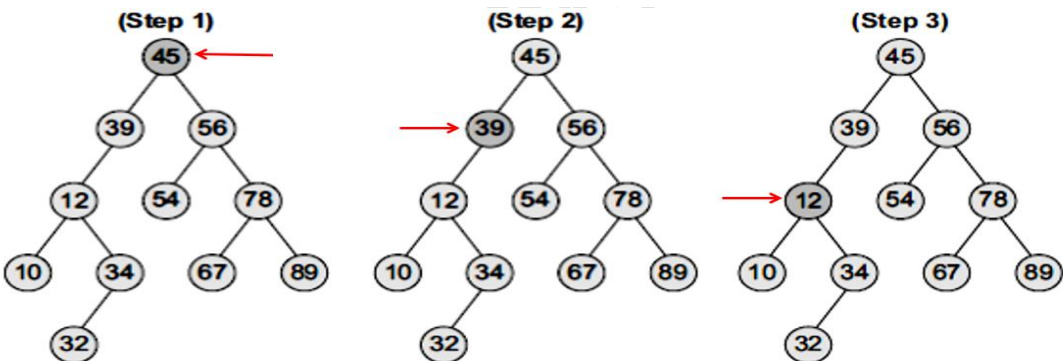 (Step 1) (Step 2) (Step 3)
45 45 45
39 56 39 56 39 56
12 54 78 12 54 78 12 54 78
10 34 67 89 10 34 67 89 10 34 67 89
32 32 32